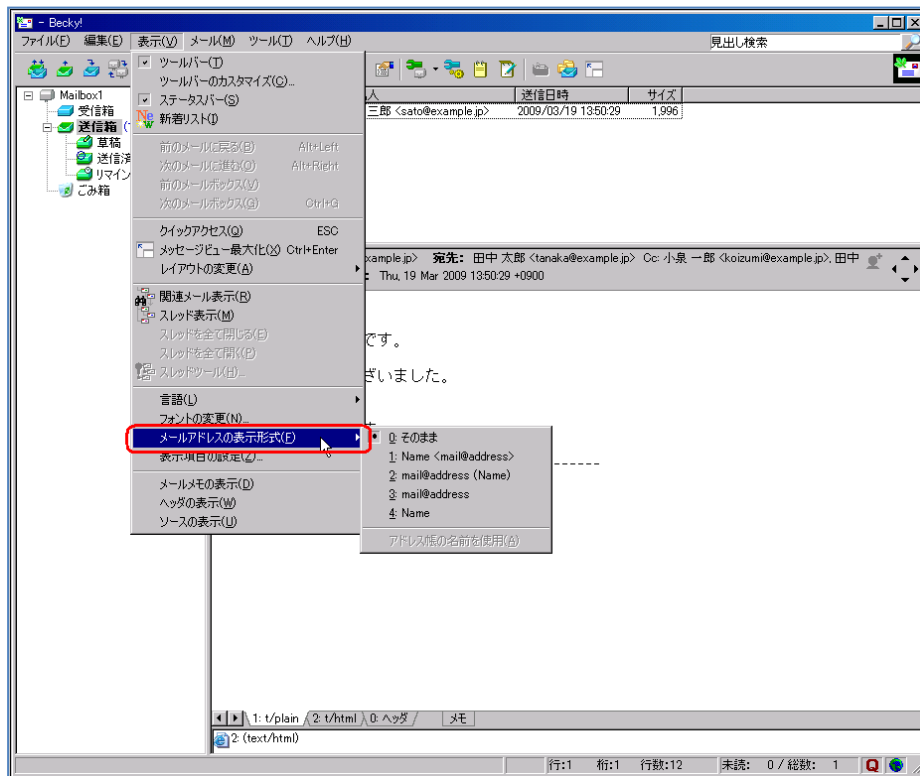 - Becky!
ファイル(F) 編集(E) 表示(V) メール(M) ツール(T) ヘルプ(H)
見出し検索
ツールバー(T)
ツールバーのカスタマイズ(C)...
ステータスバー(S)
新着リスト(I)
前のメールに戻る(B) Alt+Left
次のメールに進む(O) Alt+Right
前のメールボックス(V)
次のメールボックス(G) Ctrl+G
クイックアクセス(Q) ESC
メッセージビュー最大化(X) Ctrl+Enter
レイアウトの変更(A)
関連メール表示(R)
スレッド表示(M)
スレッドを全て閉じる(E)
スレッドを全て開く(P)
スレッドツール(H)...
言語(L)
フォントの変更(N)...
メールアドレスの表示形式(F)
表示項目の設定(Z)...
メールメモの表示(D)
ヘッダの表示(W)
ソースの表示(U)
0: そのまま
1: Name <mail@address>
2: mail@address (Name)
3: mail@address
4: Name
アドレス帳の名前を使用(A)
Mailbox1
受信箱
送信箱 (
草稿
送信済
リマイン
ごみ箱
人 送信日時 サイズ
三郎 <sato@example.jp> 2009/03/19 13:50:29 1,996
xample.jp> 宛先: 田中 太郎 <tanaka@example.jp> Cc: 小泉 一郎 <koizumi@example.jp>, 田中
: Thu, 19 Mar 2009 13:50:29 +0900
です。
ざいました。
------
1: t/plain 2: t/html 0: ヘッダ メモ
2: (text/html)
行:1 桁:1 行数:12 未読: 0 / 総数: 1